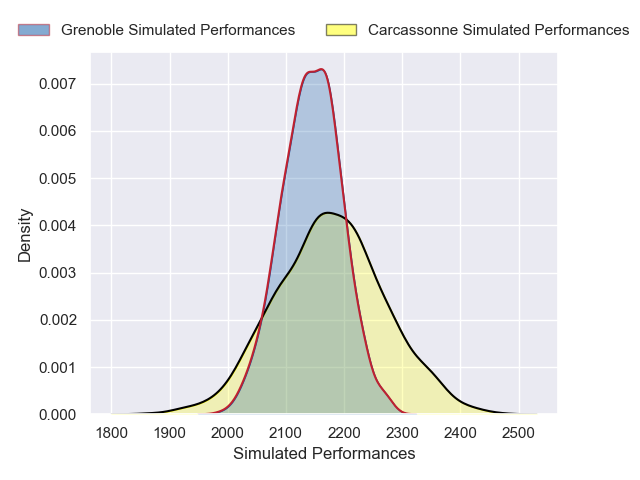 Grenoble Simulated Performances Carcassonne Simulated Performances
0.007
0.006
0.005
0.004
0.003
0.002
0.001
0.000
Density
1800 1900 2000 2100 2200 2300 2400 2500
Simulated Performances